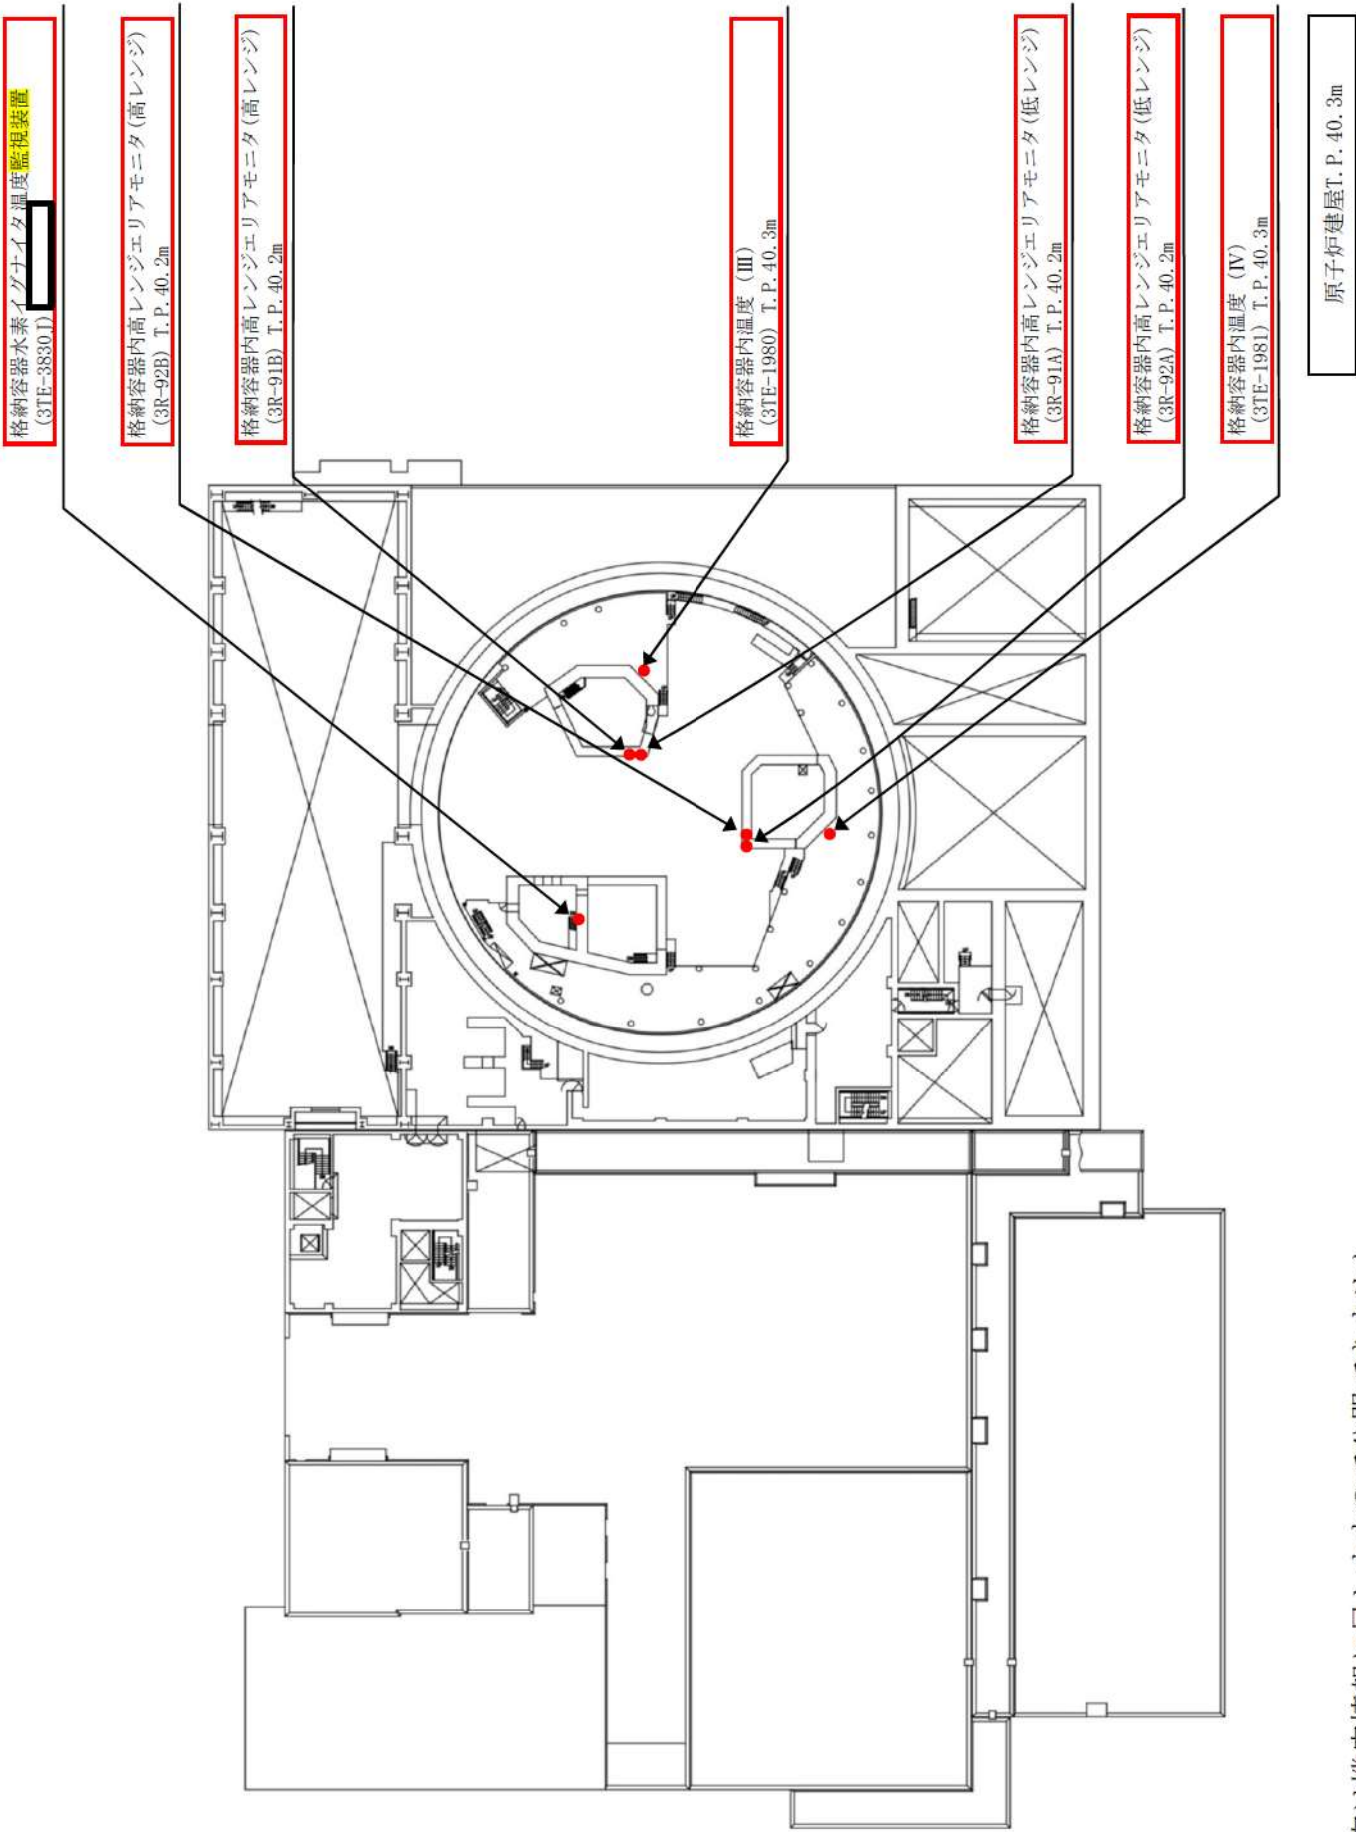 格納容器水素イグナイタ温度監視装置
(3TE-3830J)
格納容器内高レンジエリアモニタ(高レンジ)
(3R-92B) T.P.40.2m
格納容器内高レンジエリアモニタ(高レンジ)
(3R-91B) T.P.40.2m
格納容器内温度 (Ⅲ)
(3TE-1980) T.P.40.3m
格納容器内高レンジエリアモニタ(低レンジ)
(3R-91A) T.P.40.2m
格納容器内高レンジエリアモニタ(低レンジ)
(3R-92A) T.P.40.2m
格納容器内温度 (Ⅳ)
(3TE-1981) T.P.40.3m
原子炉建屋T.P.40.3m